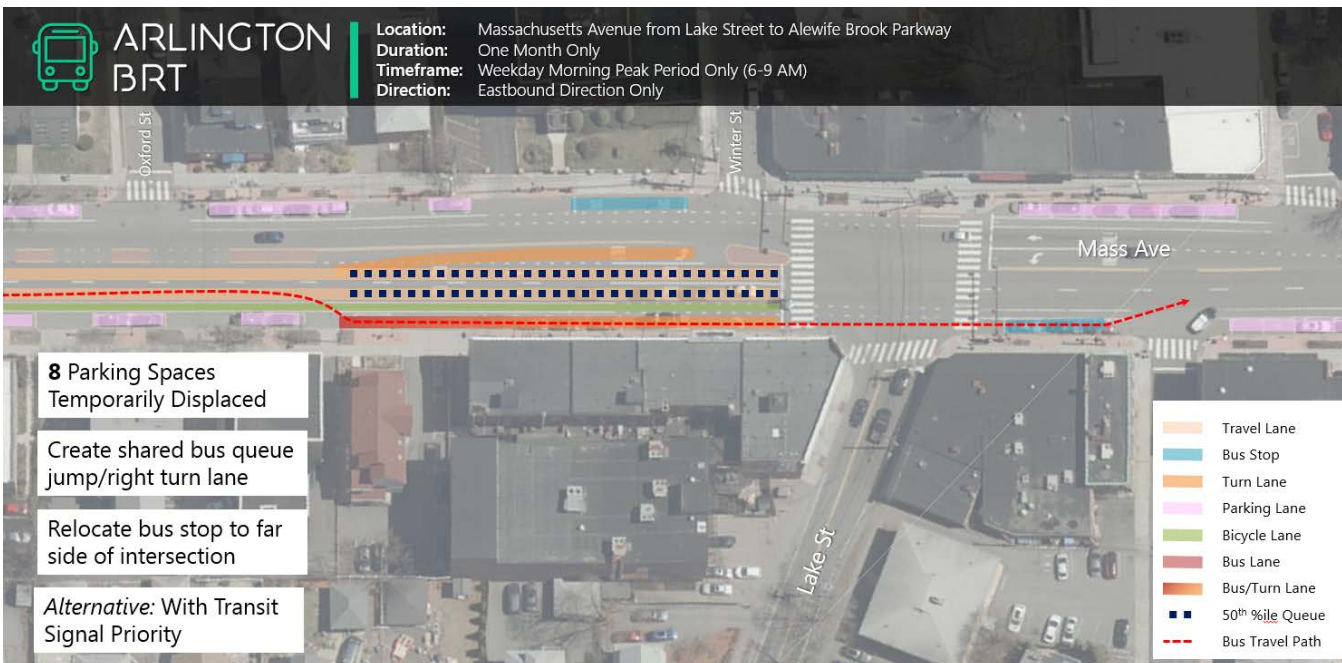 ARLINGTON
BRT
Location: Massachusetts Avenue from Lake Street to Alewife Brook Parkway
Duration: One Month Only
Timeframe: Weekday Morning Peak Period Only (6-9 AM)
Direction: Eastbound Direction Only
Oxford St
Winter St
Mass Ave
8 Parking Spaces
Temporarily Displaced
Create shared bus queue
jump/right turn lane
Relocate bus stop to far
side of intersection
Alternative: With Transit
Signal Priority
Lake St
Travel Lane
Bus Stop
Turn Lane
Parking Lane
Bicycle Lane
Bus Lane
Bus/Turn Lane
50th %ile Queue
Bus Travel Path